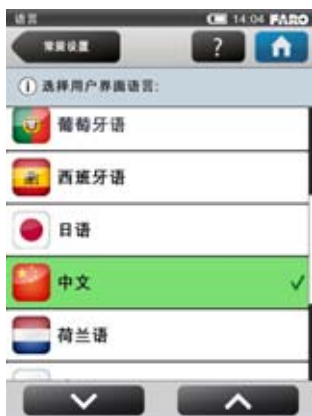 语言 14:04 FARO
常规设置 ?
i 选择用户界面语言:
葡萄牙语
西班牙语
日语
中文
荷兰语